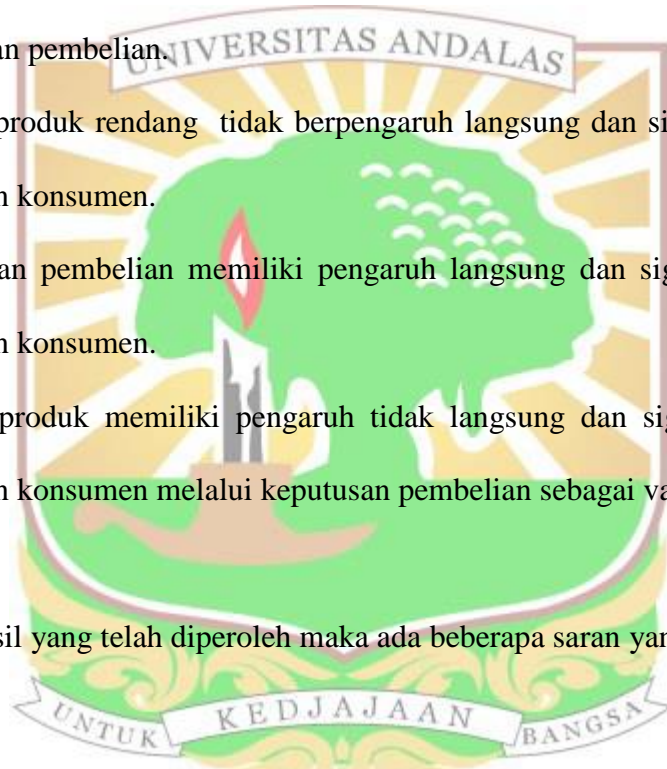 an pembelian.
UNIVERSITAS ANDALAS
produk rendang tidak berpengaruh langsung dan si
n konsumen.
an pembelian memiliki pengaruh langsung dan sig
n konsumen.
produk memiliki pengaruh tidak langsung dan sig
n konsumen melalui keputusan pembelian sebagai va
sil yang telah diperoleh maka ada beberapa saran yan
UNTUK KEDJAJAAN BANGSA